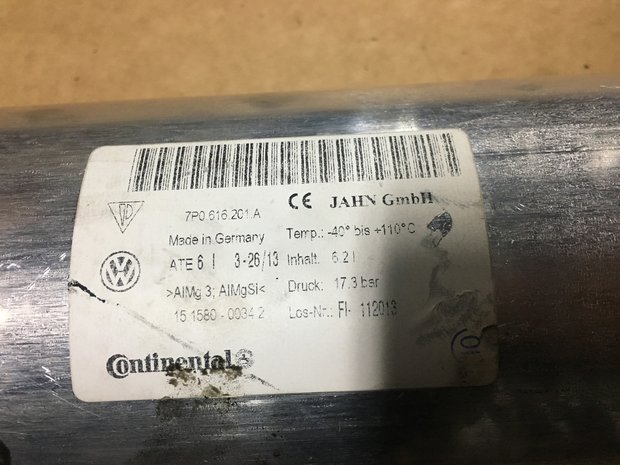 7P0.616.201.A
CE JAHN GmbH
Made in Germany
Temp.: -40° bis +110°C
ATE 6 l 3-26/13
Inhalt: 6.2 l
>AlMg 3; AlMgSi<
Druck: 17.3 bar
15.1580 - 0034.2
Los-Nr.: FI- 112013
Continental